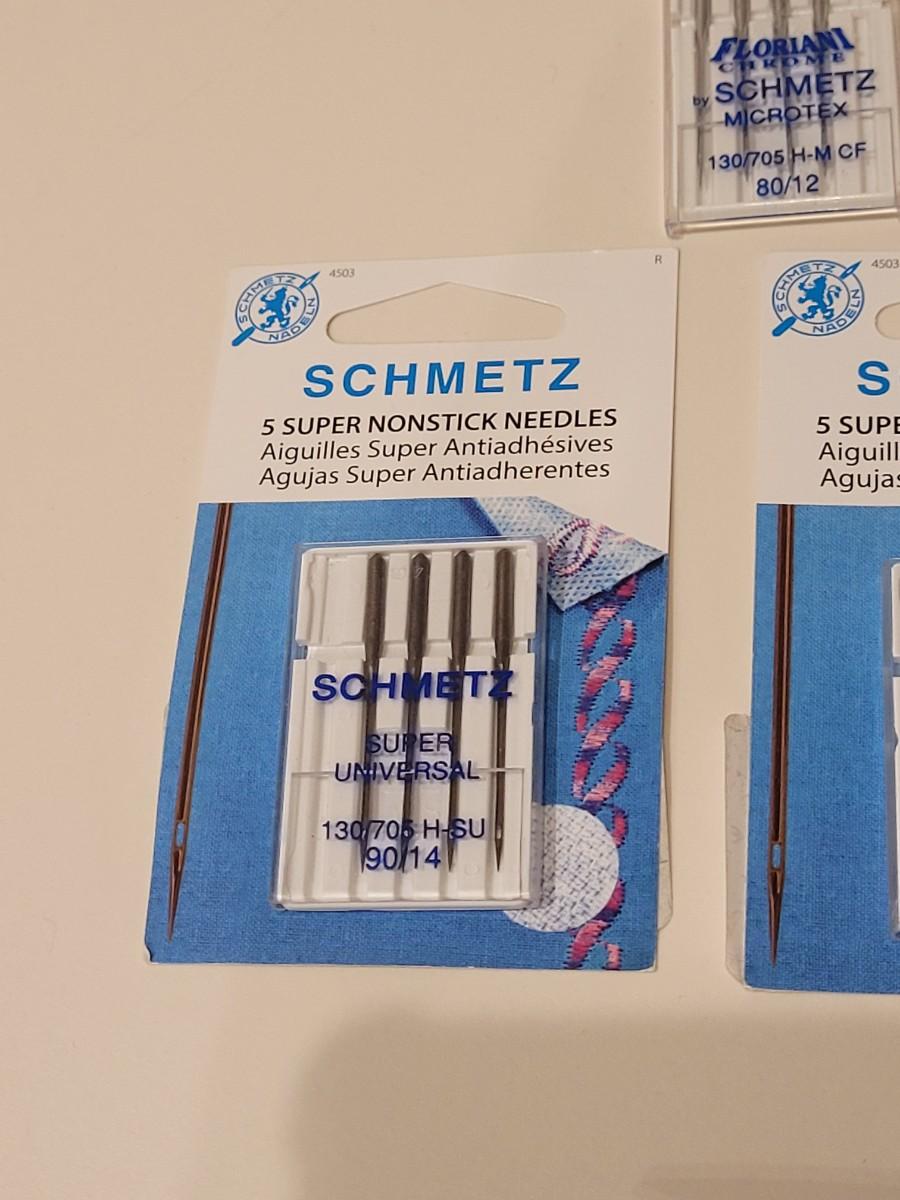 FLORIANI
CHROME
by SCHMETZ
MICROTEX
130/705 H-M CF
80/12
4503
R
SCHMETZ
NADELN
SCHMETZ
5 SUPER NONSTICK NEEDLES
Aiguilles Super Antiadhésives
Agujas Super Antiadherentes
SCHMETZ
SUPER
UNIVERSAL
130/705 H-SU
90/14
4503
SCHMETZ
NADELN
S
5 SUPE
Aiguill
Agujas